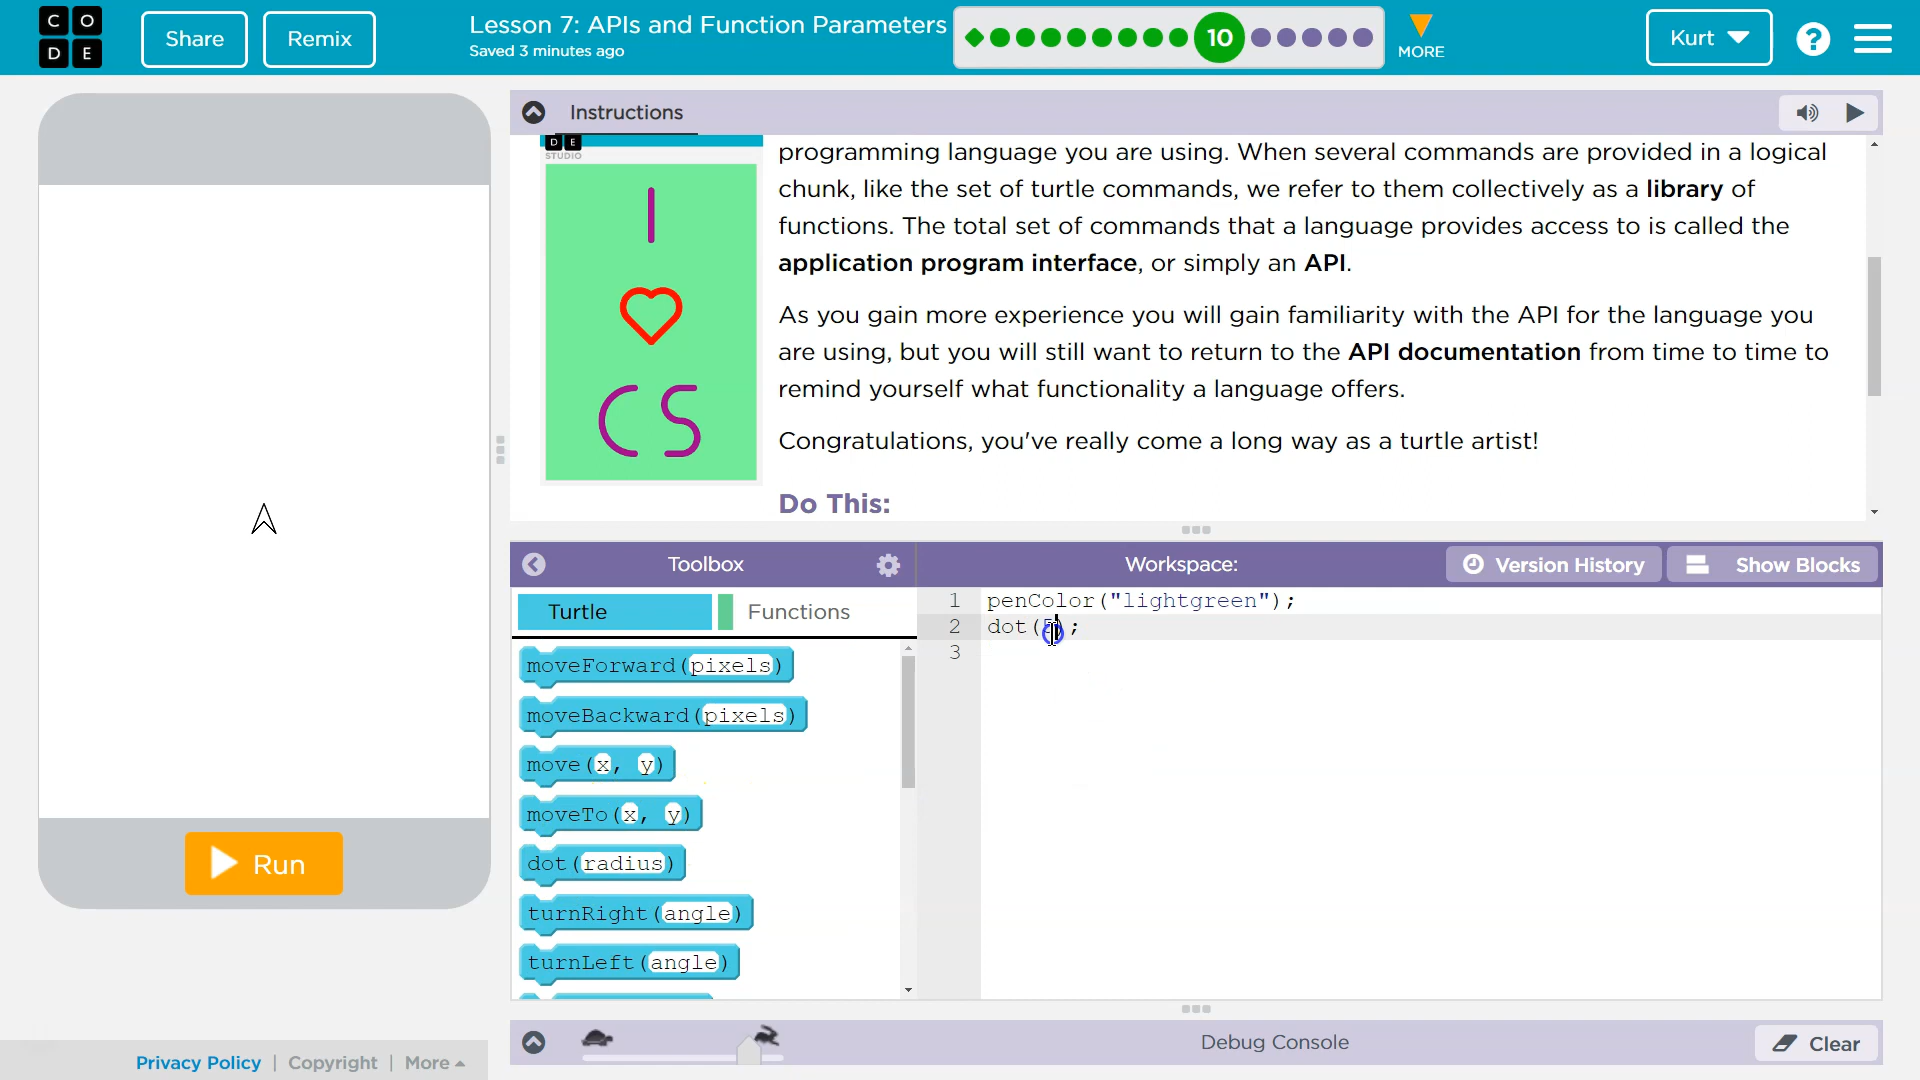 CODE
Share
Remix
Lesson 7: APIs and Function Parameters
Saved 3 minutes ago
10
MORE
Kurt
?
Instructions
D E
STUDIO
I
CS
programming language you are using. When several commands are provided in a logical
chunk, like the set of turtle commands, we refer to them collectively as a library of
functions. The total set of commands that a language provides access to is called the
application program interface, or simply an API.
As you gain more experience you will gain familiarity with the API for the language you
are using, but you will still want to return to the API documentation from time to time to
remind yourself what functionality a language offers.
Congratulations, you've really come a long way as a turtle artist!
Do This:
Run
Toolbox
Workspace:
Version History
Show Blocks
Turtle
Functions
moveForward(pixels)
moveBackward(pixels)
move(x, y)
moveTo(x, y)
dot(radius)
turnRight(angle)
turnLeft(angle)
1 penColor("lightgreen");
2 dot( );
3
Debug Console
Clear
Privacy Policy | Copyright | More